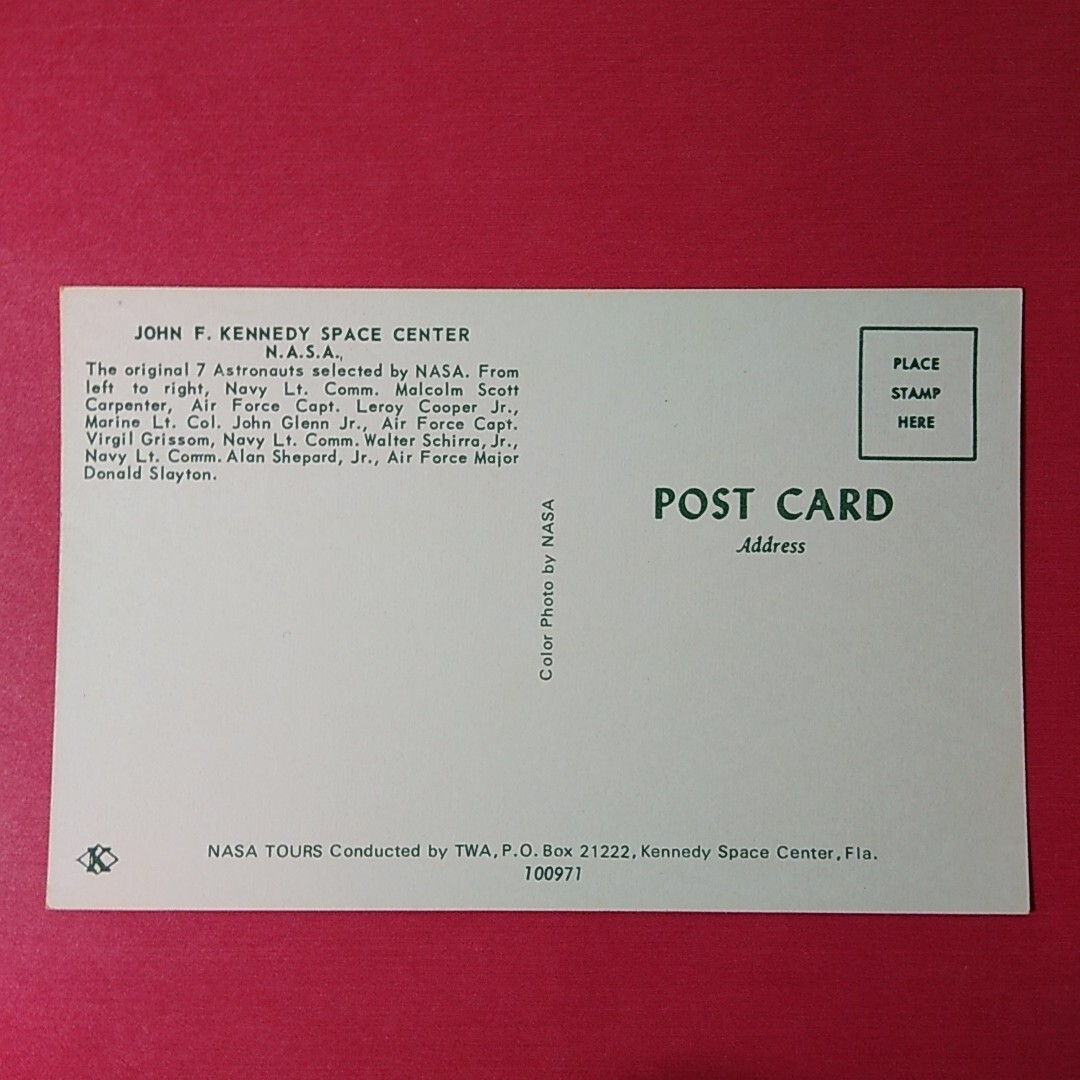 JOHN F. KENNEDY SPACE CENTER
N.A.S.A.,
The original 7 Astronauts selected by NASA. From
left to right, Navy Lt. Comm. Malcolm Scott
Carpenter, Air Force Capt. Leroy Cooper Jr.,
Marine Lt. Col. John Glenn Jr., Air Force Capt.
Virgil Grissom, Navy Lt. Comm. Walter Schirra, Jr.,
Navy Lt. Comm. Alan Shepard, Jr., Air Force Major
Donald Slayton.
Color Photo by NASA
PLACE
STAMP
HERE
POST CARD
Address
K
NASA TOURS Conducted by TWA, P.O. Box 21222, Kennedy Space Center, Fla.
100971